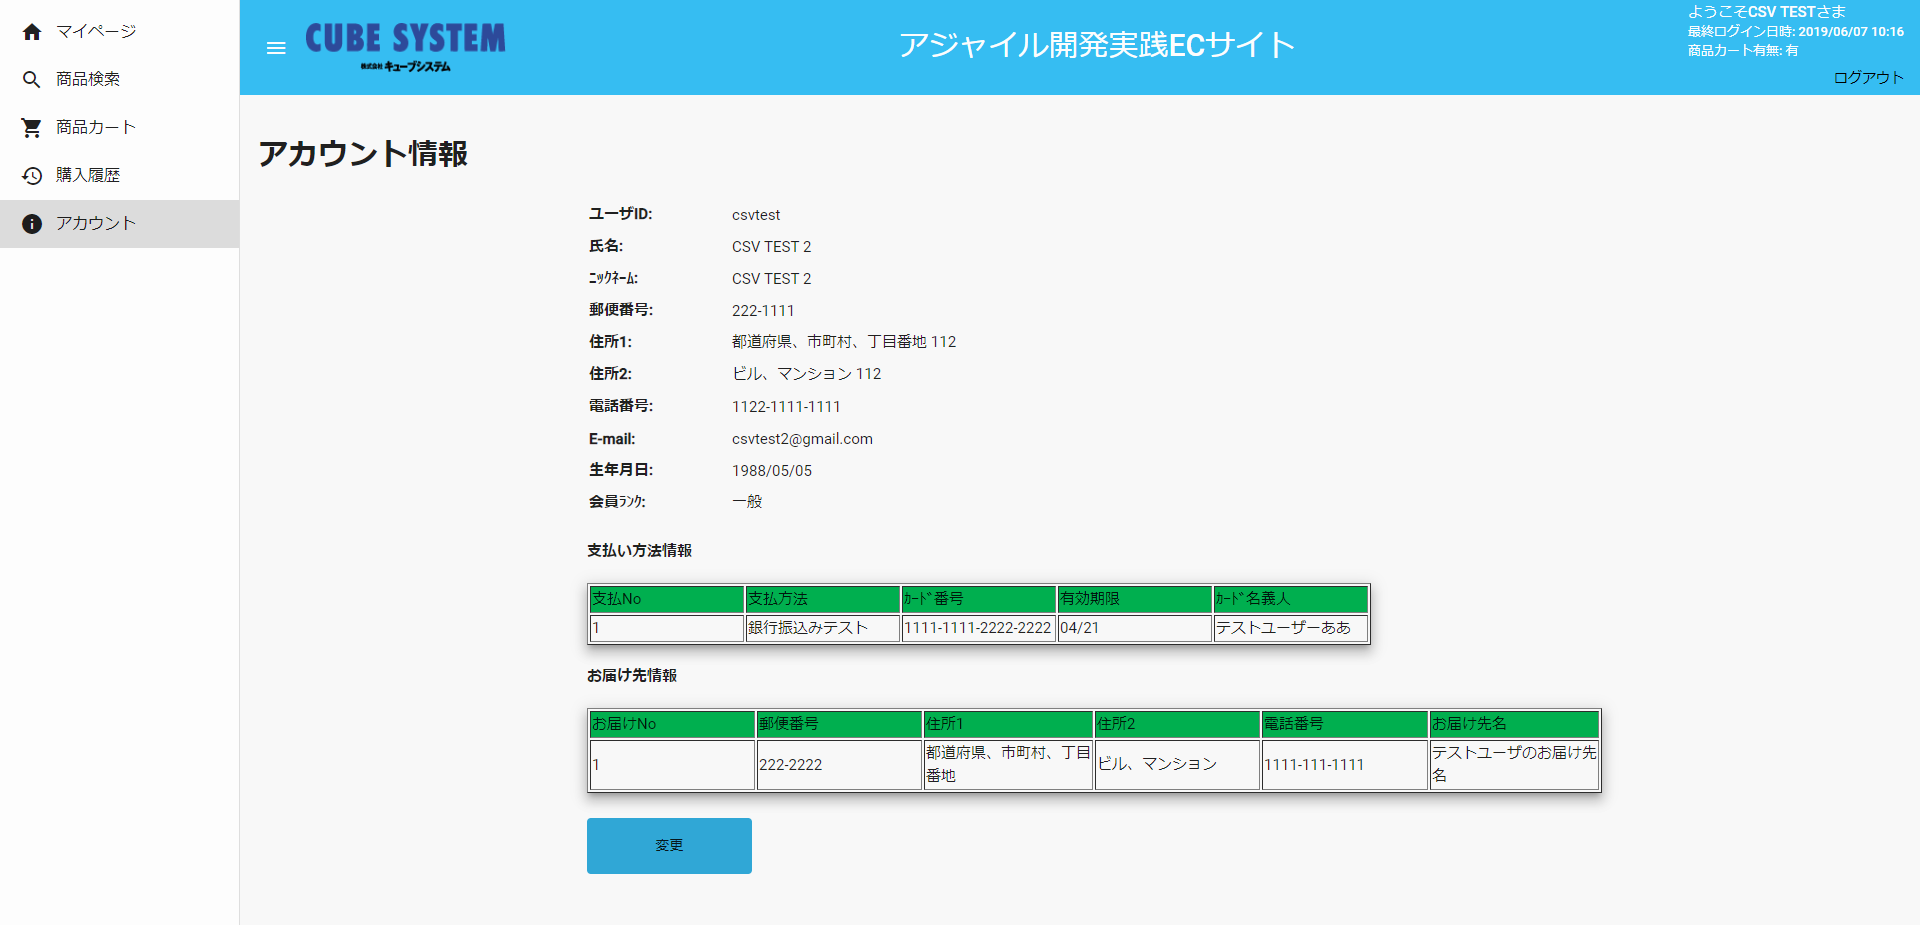 マイページ
商品検索
商品カート
購入履歴
アカウント
CUBE SYSTEM
株式会社 キューブシステム
アジャイル開発実践ECサイト
ようこそCSV TESTさま
最終ログイン日時: 2019/06/07 10:16
商品カート有無: 有
ログアウト
アカウント情報
ユーザID: csvtest
氏名: CSV TEST 2
ﾆｯｸﾈｰﾑ: CSV TEST 2
郵便番号: 222-1111
住所1: 都道府県、市町村、丁目番地 112
住所2: ビル、マンション 112
電話番号: 1122-1111-1111
E-mail: csvtest2@gmail.com
生年月日: 1988/05/05
会員ﾗﾝｸ: 一般
支払い方法情報
支払No 支払方法 ｶｰﾄﾞ番号 有効期限 ｶｰﾄﾞ名義人
1 銀行振込みテスト 1111-1111-2222-2222 04/21 テストユーザーああ
お届け先情報
お届けNo 郵便番号 住所1 住所2 電話番号 お届け先名
1 222-2222 都道府県、市町村、丁目番地 ビル、マンション 1111-111-1111 テストユーザのお届け先名
変更